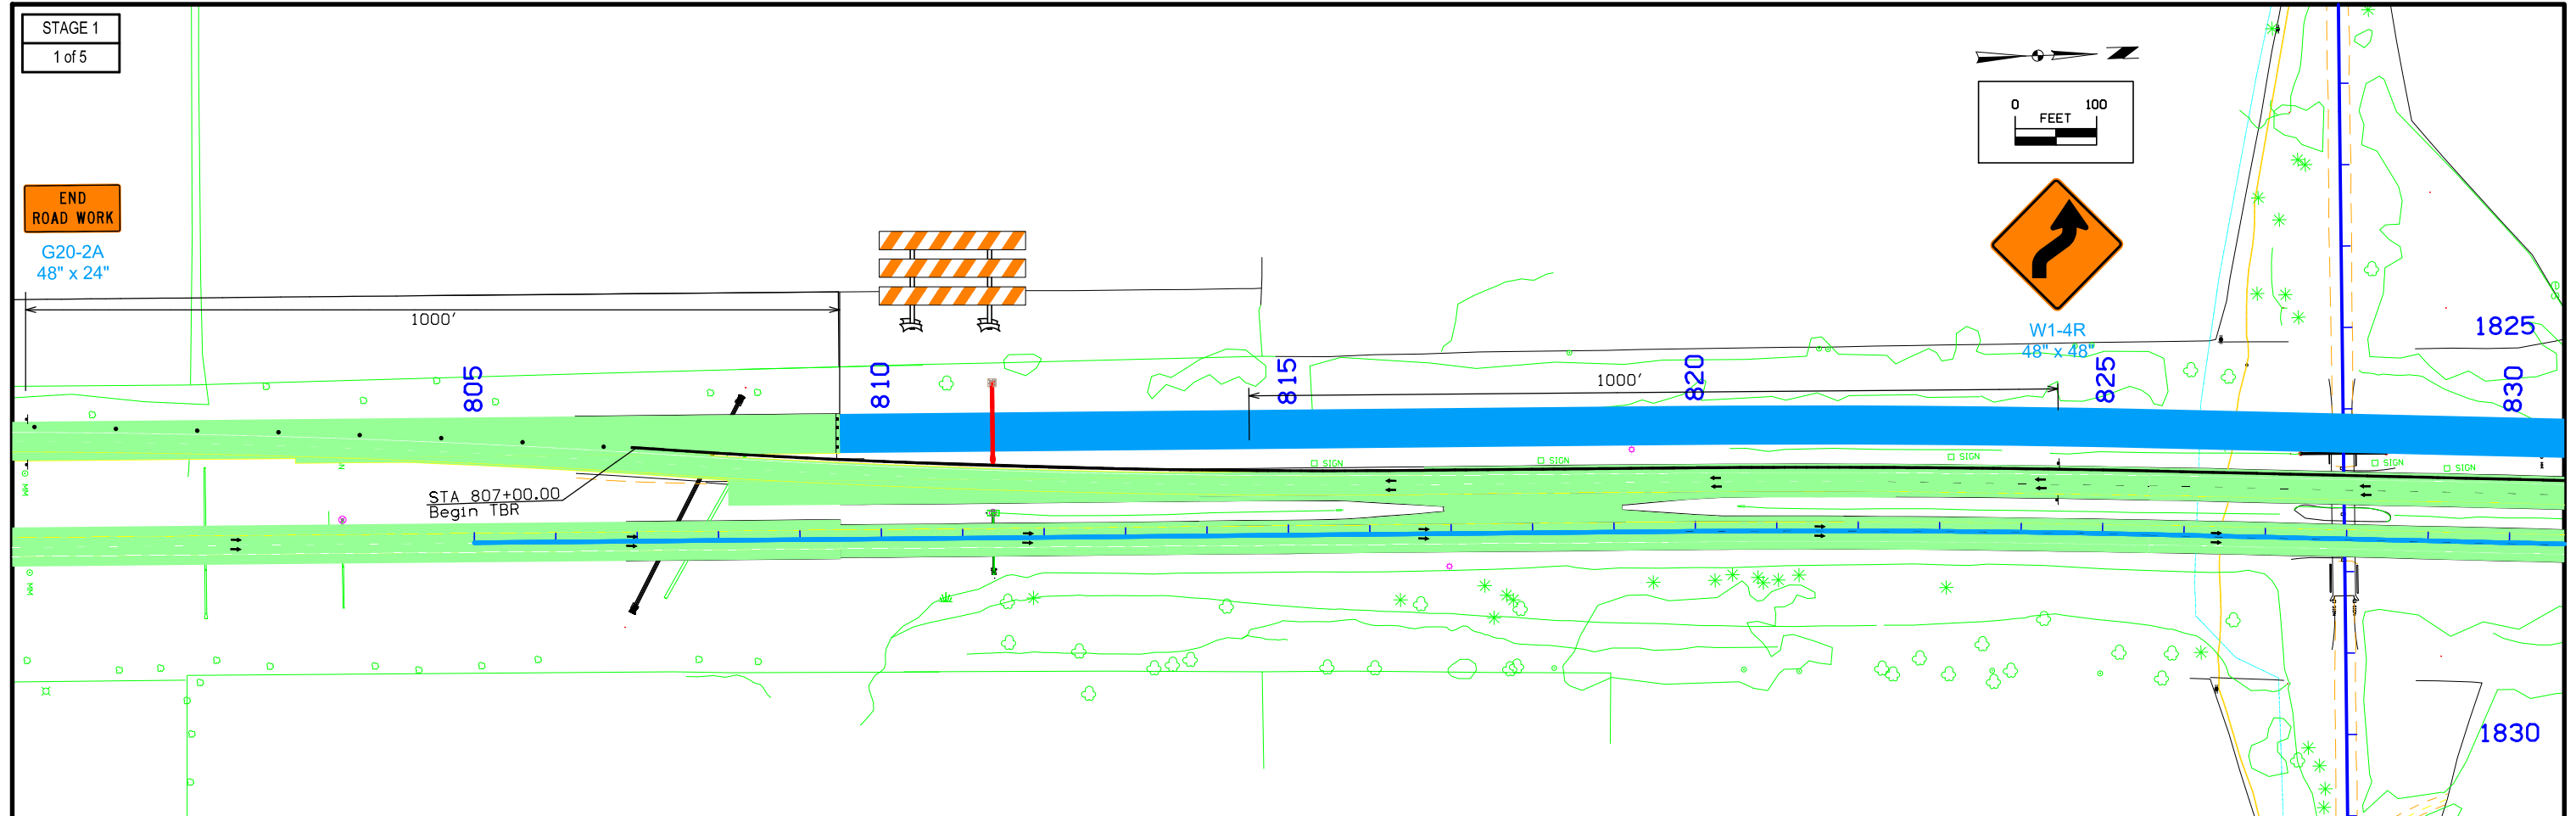 STAGE 1
1 of 5
0 100
FEET
END
ROAD WORK
G20-2A
48" x 24"
W1-4R
48" x 48"
1000'
1000'
805
810
815
820
825
830
1825
SIGN
SIGN
SIGN
SIGN
SIGN
STA 807+00.00
Begin TBR
MM
MM
1830